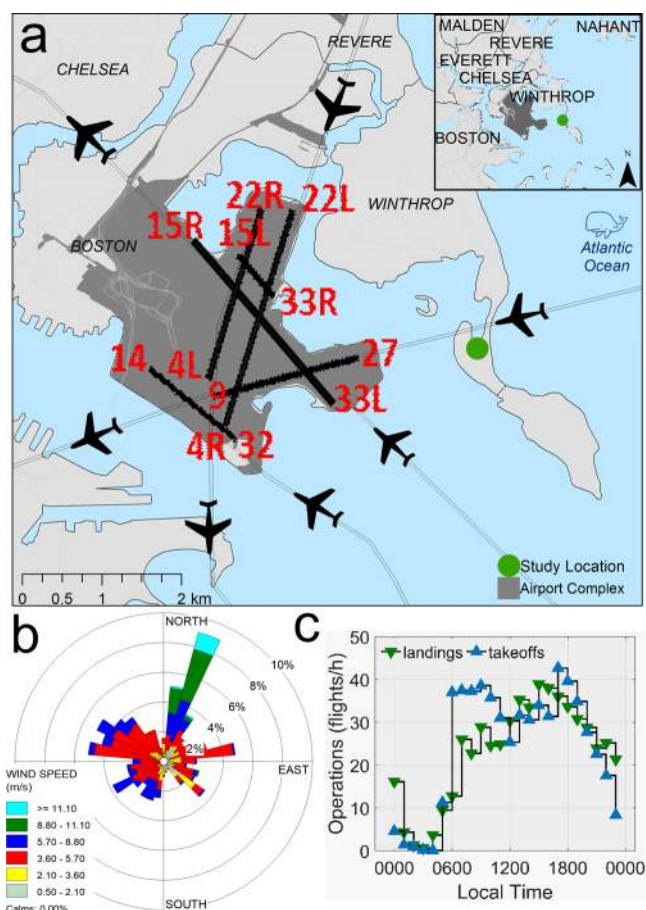 a
REVERE
CHELSEA
MALDEN
NAHANT
REVERE
EVERETT
CHELSEA
WINTHROP
BOSTON
N
22R
22L
WINTHROP
15R
15L
BOSTON
Atlantic
Ocean
33R
14
4L
27
9
33L
4R
32
Study Location
Airport Complex
0 0.5 1 2 km
b
NORTH
10%
8%
6%
4%
2%
EAST
WIND SPEED
(m/s)
>= 11.10
8.80 - 11.10
5.70 - 8.80
3.60 - 5.70
2.10 - 3.60
0.50 - 2.10
Calms: 0.00%
SOUTH
c
landings takeoffs
Operations (flights/h)
50
40
30
20
10
0
0000 0600 1200 1800 0000
Local Time